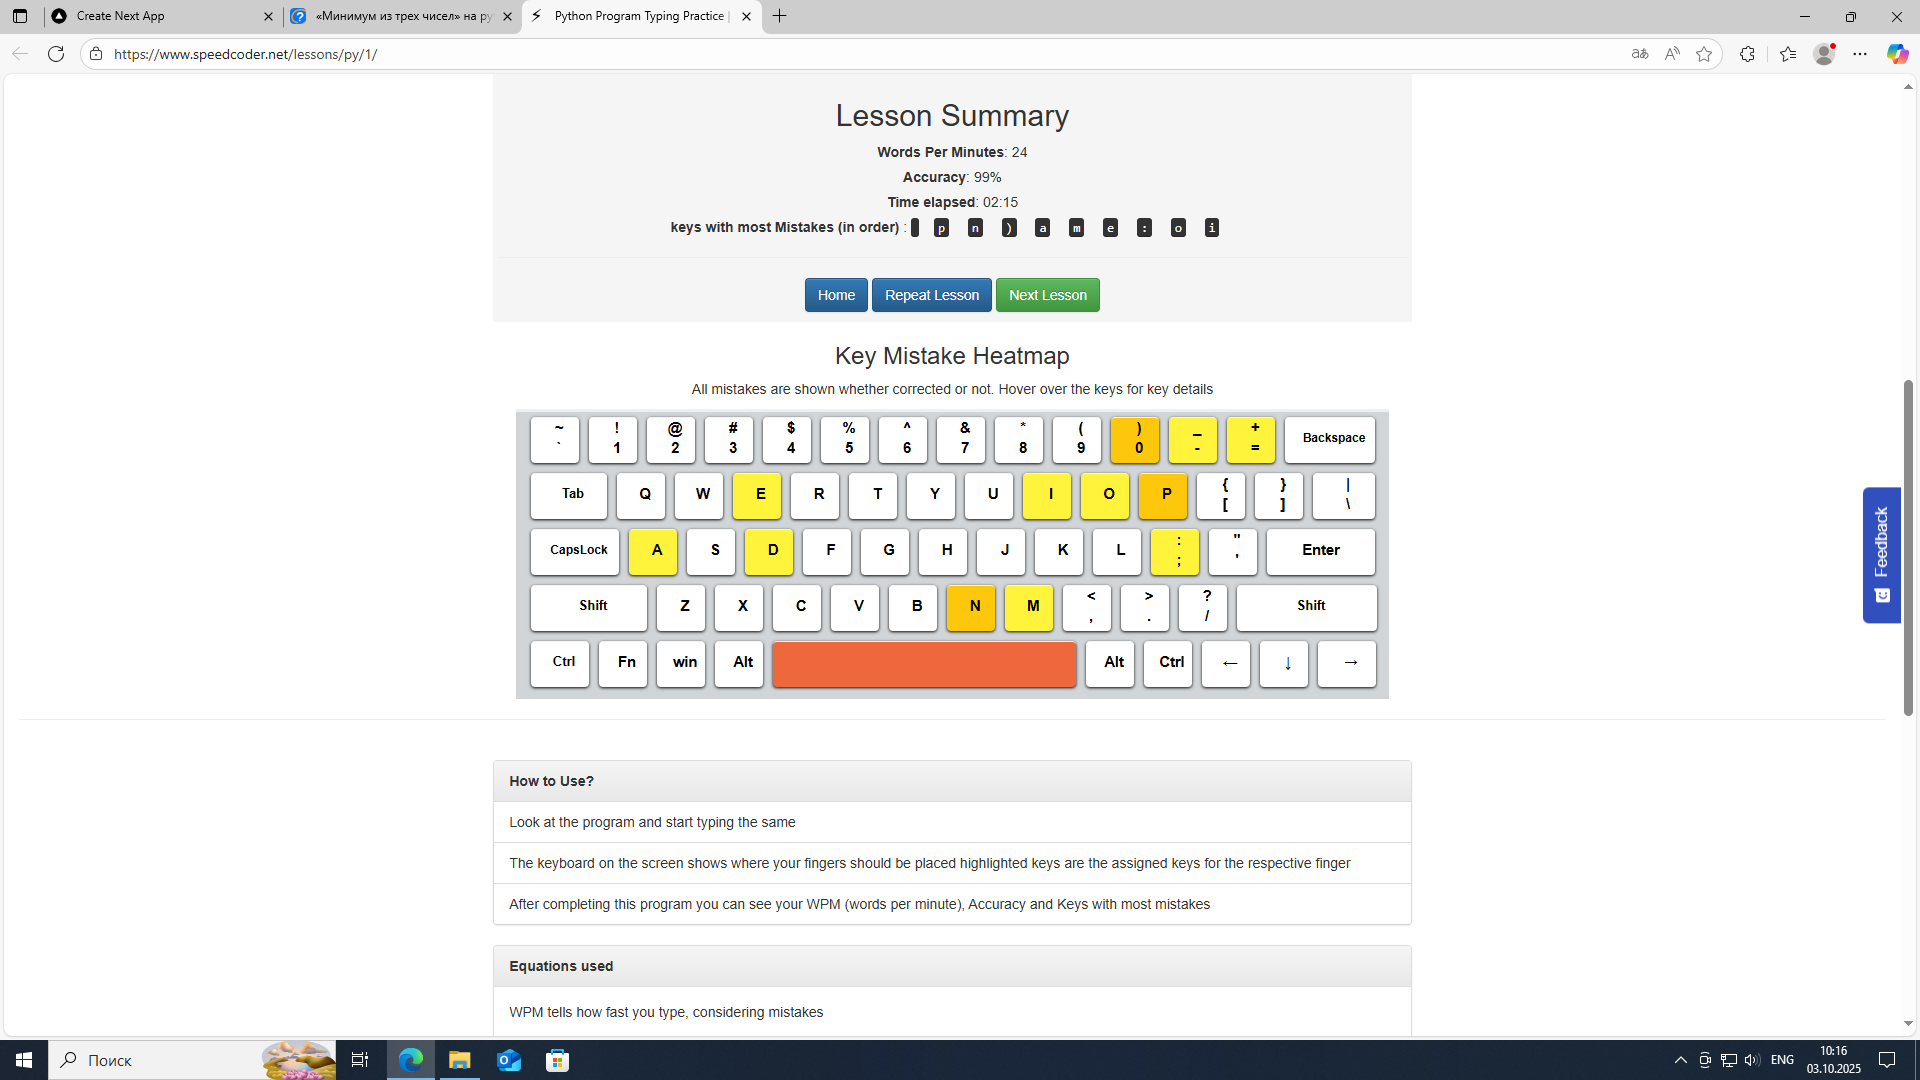 Create Next App
«Минимум из трех чисел» на ру
Python Program Typing Practice |
https://www.speedcoder.net/lessons/py/1/
Lesson Summary
Words Per Minutes: 24
Accuracy: 99%
Time elapsed: 02:15
keys with most Mistakes (in order) : p n ) a m e : o i
Home Repeat Lesson Next Lesson
Key Mistake Heatmap
All mistakes are shown whether corrected or not. Hover over the keys for key details
~ ! @ # $ % ^ & * ( ) _ +
` 1 2 3 4 5 6 7 8 9 0 - = Backspace
Tab Q W E R T Y U I O P { [ } ] | \
CapsLock A S D F G H J K L : ; " ' Enter
Shift Z X C V B N M < , > . ? / Shift
Ctrl Fn win Alt Alt Ctrl ← ↓ →
Feedback
How to Use?
Look at the program and start typing the same
The keyboard on the screen shows where your fingers should be placed highlighted keys are the assigned keys for the respective finger
After completing this program you can see your WPM (words per minute), Accuracy and Keys with most mistakes
Equations used
WPM tells how fast you type, considering mistakes
Поиск
ENG
10:16
03.10.2025